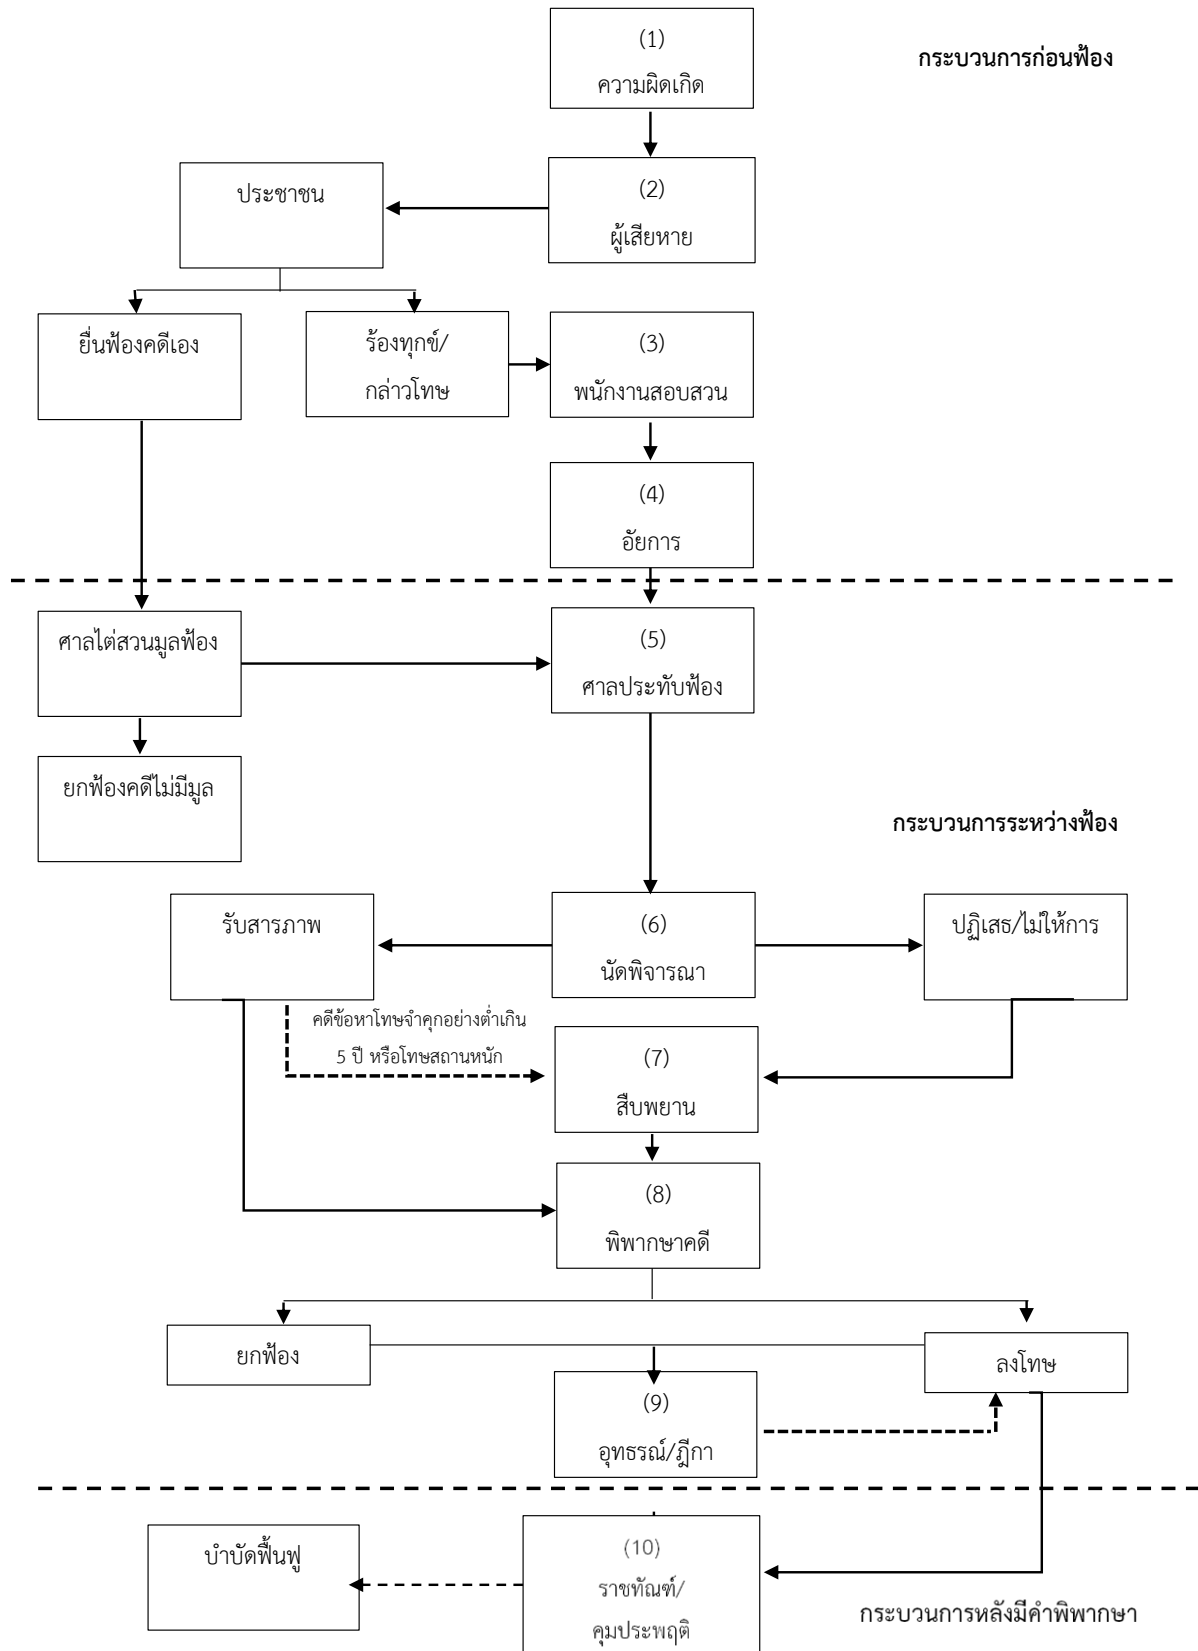 (1)
ความผิดเกิด
กระบวนการก่อนฟ้อง
ประชาชน
(2)
ผู้เสียหาย
ยื่นฟ้องคดีเอง
ร้องทุกข์/
กล่าวโทษ
(3)
พนักงานสอบสวน
(4)
อัยการ
ศาลไต่สวนมูลฟ้อง
(5)
ศาลประทับฟ้อง
ยกฟ้องคดีไม่มีมูล
กระบวนการระหว่างฟ้อง
รับสารภาพ
(6)
นัดพิจารณา
ปฏิเสธ/ไม่ให้การ
คดีข้อหาโทษจำคุกอย่างต่ำเกิน
5 ปี หรือโทษสถานหนัก
(7)
สืบพยาน
(8)
พิพากษาคดี
ยกฟ้อง
ลงโทษ
(9)
อุทธรณ์/ฎีกา
บำบัดฟื้นฟู
(10)
ราชทัณฑ์/
คุมประพฤติ
กระบวนการหลังมีคำพิพากษา